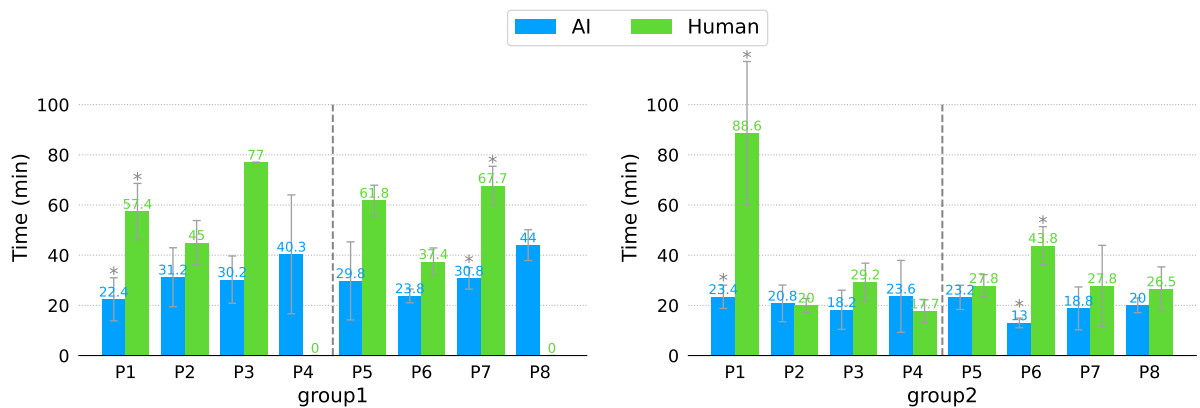 AI Human
Time (min)
100
80
60
40
20
0
* 22.4 * 57.4 31.2 45 30.2 77 40.3 0 29.8 61.8 23.8 37.4 * 30.8 * 67.7 44 0
P1 P2 P3 P4 P5 P6 P7 P8
group1
Time (min)
100
80
60
40
20
0
* 23.4 * 88.6 20.8 20 18.2 29.2 23.6 17.7 23.2 27.8 * 13 * 43.8 18.8 27.8 20 26.5
P1 P2 P3 P4 P5 P6 P7 P8
group2